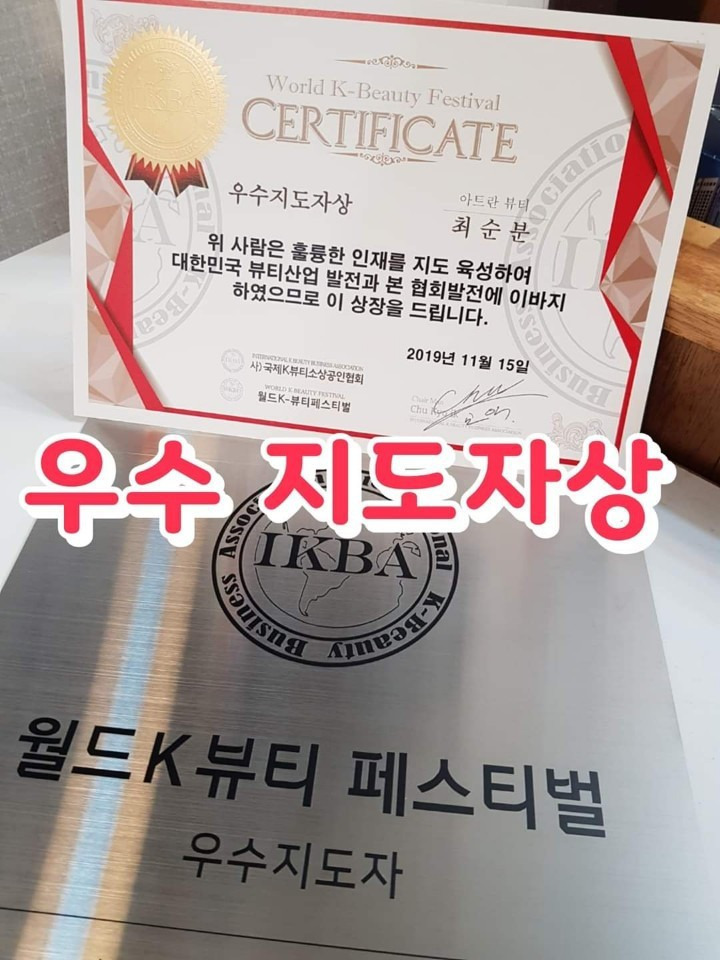 World K-Beauty Festival
CERTIFICATE
우수지도자상
아트란 뷰티
최순분
위 사람은 훌륭한 인재를 지도 육성하여
대한민국 뷰티산업 발전과 본 협회발전에 이바지
하였으므로 이 상장을 드립니다.
2019년 11월 15일
INTERNATIONAL K-BEAUTY BUSINESS ASSOCIATION
사)국제K뷰티소상공인협회
WORLD K-BEAUTY FESTIVAL
월드K-뷰티페스티벌
Chu
우수 지도자상
IKBA
K-Beauty Business
월드K뷰티 페스티벌
우수지도자